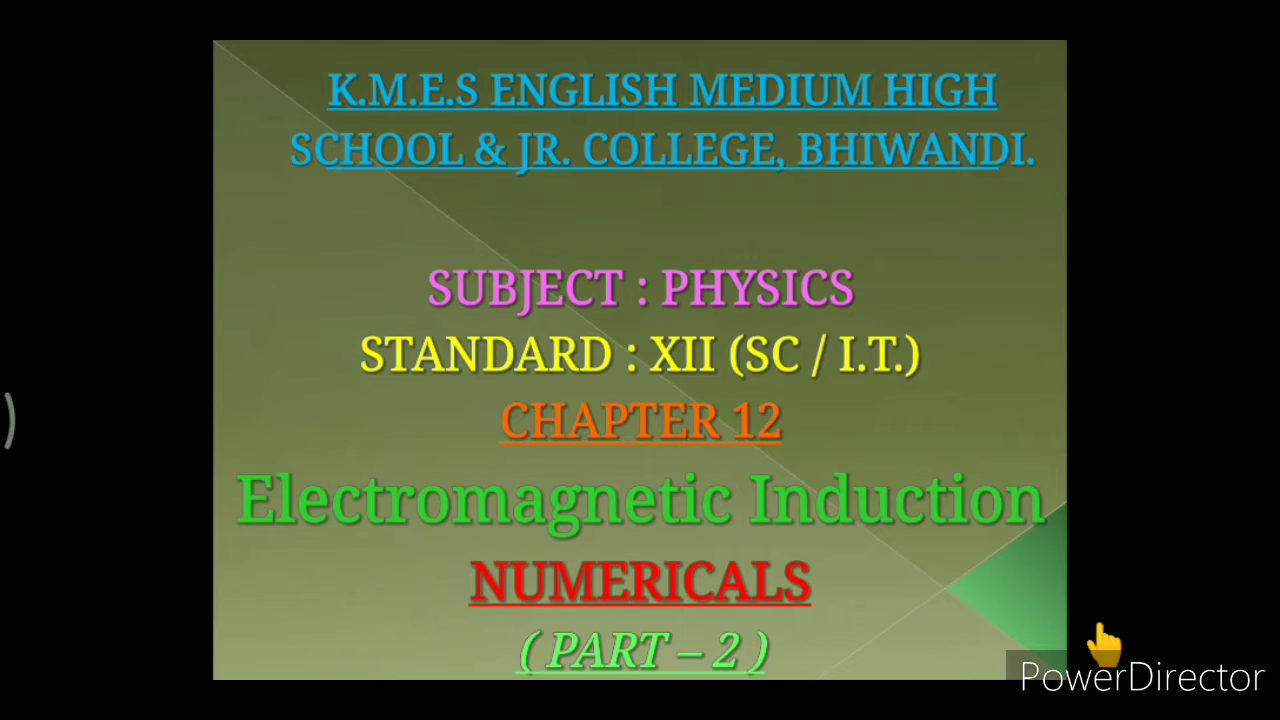 K.M.E.S ENGLISH MEDIUM HIGH
SCHOOL & JR. COLLEGE, BHIWANDI.
SUBJECT : PHYSICS
STANDARD : XII (SC / I.T.)
CHAPTER 12
Electromagnetic Induction
NUMERICALS
( PART – 2 )
PowerDirector